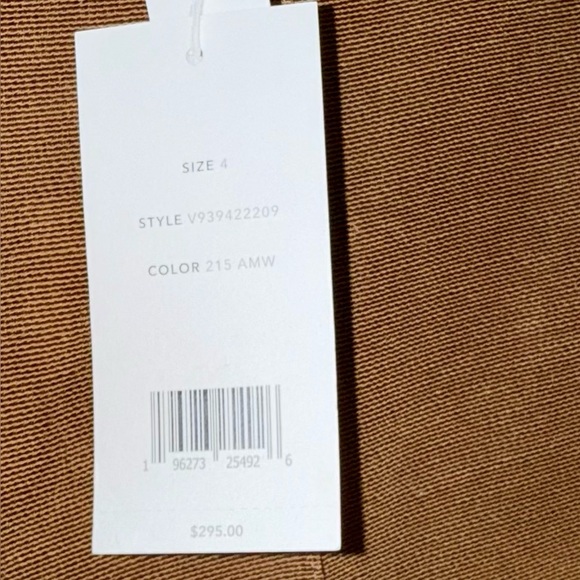 SIZE 4
STYLE V939422209
COLOR 215 AMW
1 96273 25492 6
$295.00